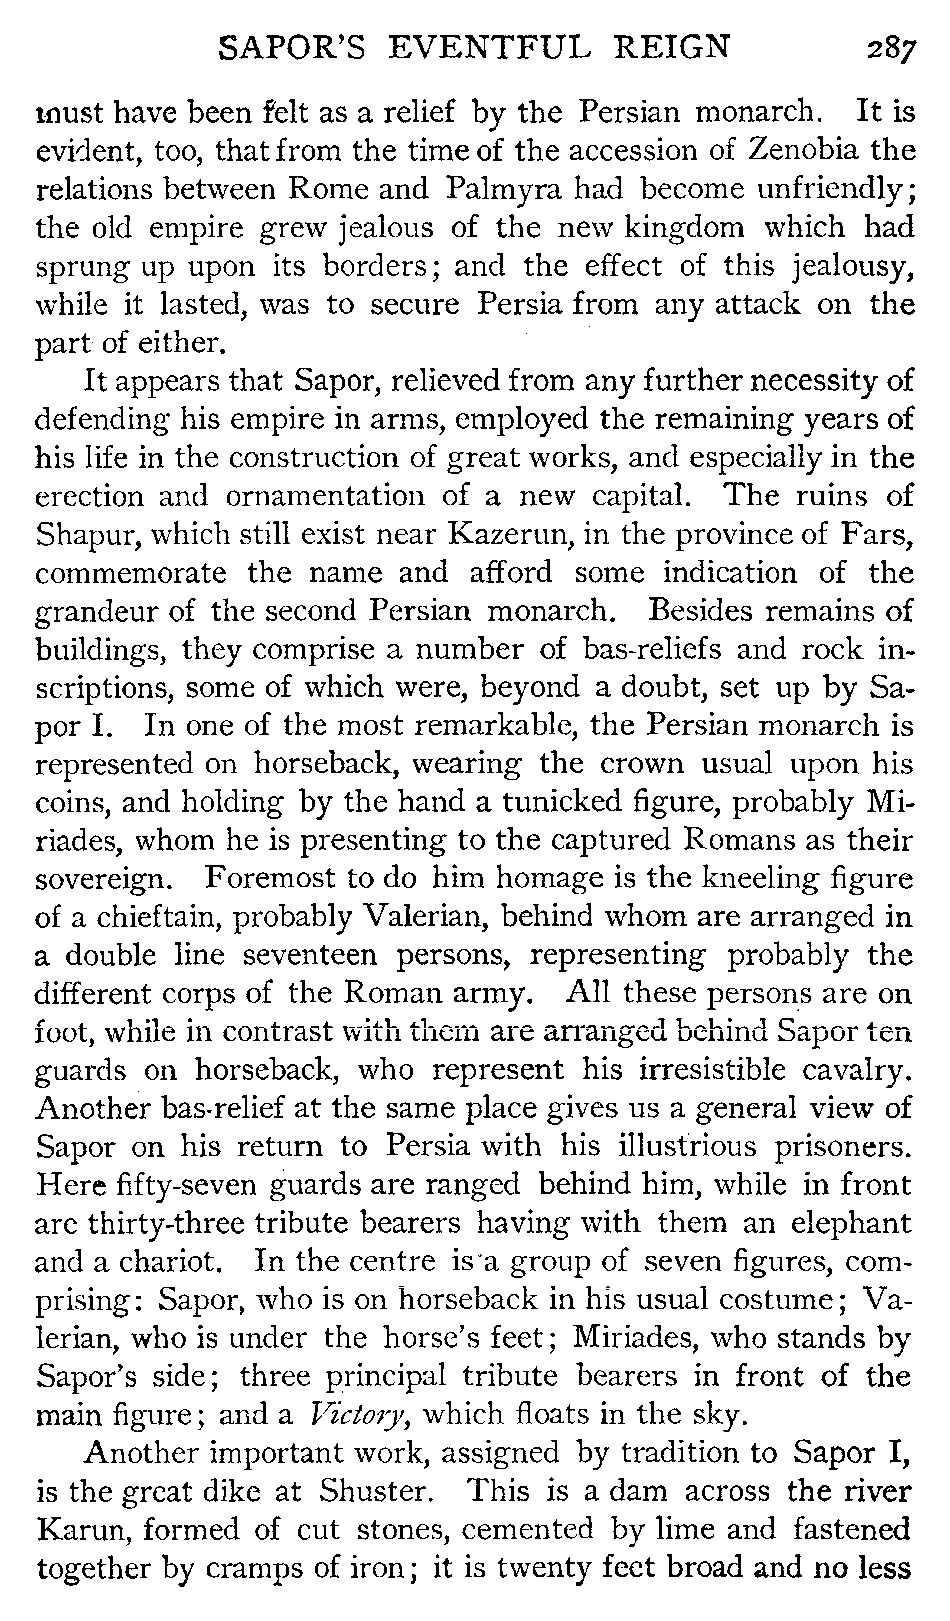 SAPOR'S EVENTFUL REIGN 287
must have been felt as a relief by the Persian monarch. It is
evident, too, that from the time of the accession of Zenobia the
relations between Rome and Palmyra had become unfriendly;
the old empire grew jealous of the new kingdom which had
sprung up upon its borders; and the effect of this jealousy,
while it lasted, was to secure Persia from any attack on the
part of either.
It appears that Sapor, relieved from any further necessity of
defending his empire in arms, employed the remaining years of
his life in the construction of great works, and especially in the
erection and ornamentation of a new capital. The ruins of
Shapur, which still exist near Kazerun, in the province of Fars,
commemorate the name and afford some indication of the
grandeur of the second Persian monarch. Besides remains of
buildings, they comprise a number of bas-reliefs and rock in-
scriptions, some of which were, beyond a doubt, set up by Sa-
por I. In one of the most remarkable, the Persian monarch is
represented on horseback, wearing the crown usual upon his
coins, and holding by the hand a tunicked figure, probably Mi-
riades, whom he is presenting to the captured Romans as their
sovereign. Foremost to do him homage is the kneeling figure
of a chieftain, probably Valerian, behind whom are arranged in
a double line seventeen persons, representing probably the
different corps of the Roman army. All these persons are on
foot, while in contrast with them are arranged behind Sapor ten
guards on horseback, who represent his irresistible cavalry.
Another bas-relief at the same place gives us a general view of
Sapor on his return to Persia with his illustrious prisoners.
Here fifty-seven guards are ranged behind him, while in front
are thirty-three tribute bearers having with them an elephant
and a chariot. In the centre is a group of seven figures, com-
prising: Sapor, who is on horseback in his usual costume; Va-
lerian, who is under the horse's feet; Miriades, who stands by
Sapor's side; three principal tribute bearers in front of the
main figure; and a Victory, which floats in the sky.
Another important work, assigned by tradition to Sapor I,
is the great dike at Shuster. This is a dam across the river
Karun, formed of cut stones, cemented by lime and fastened
together by cramps of iron; it is twenty feet broad and no less